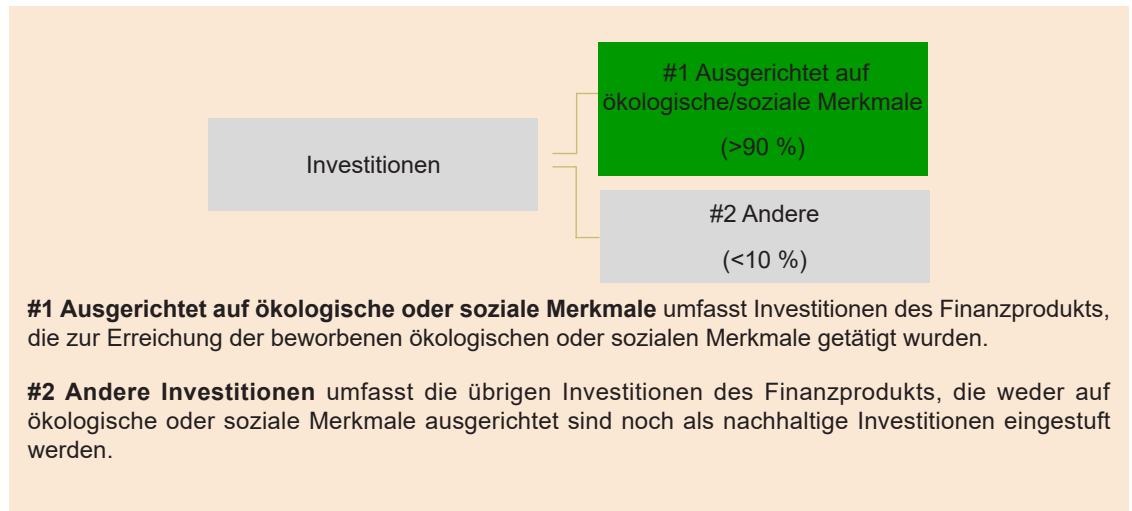 #1 Ausgerichtet auf
ökologische/soziale Merkmale
(>90 %)
Investitionen
#2 Andere
(<10 %)
#1 Ausgerichtet auf ökologische oder soziale Merkmale umfasst Investitionen des Finanzprodukts,
die zur Erreichung der beworbenen ökologischen oder sozialen Merkmale getätigt wurden.
#2 Andere Investitionen umfasst die übrigen Investitionen des Finanzprodukts, die weder auf
ökologische oder soziale Merkmale ausgerichtet sind noch als nachhaltige Investitionen eingestuft
werden.